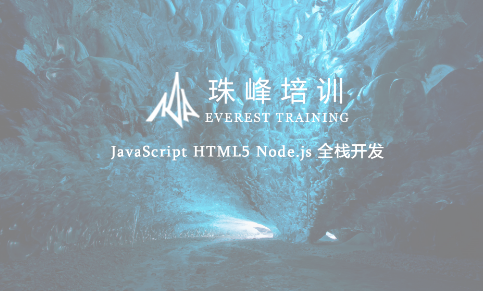 珠峰培训
EVEREST TRAINING
JavaScript HTML5 Node.js 全栈开发